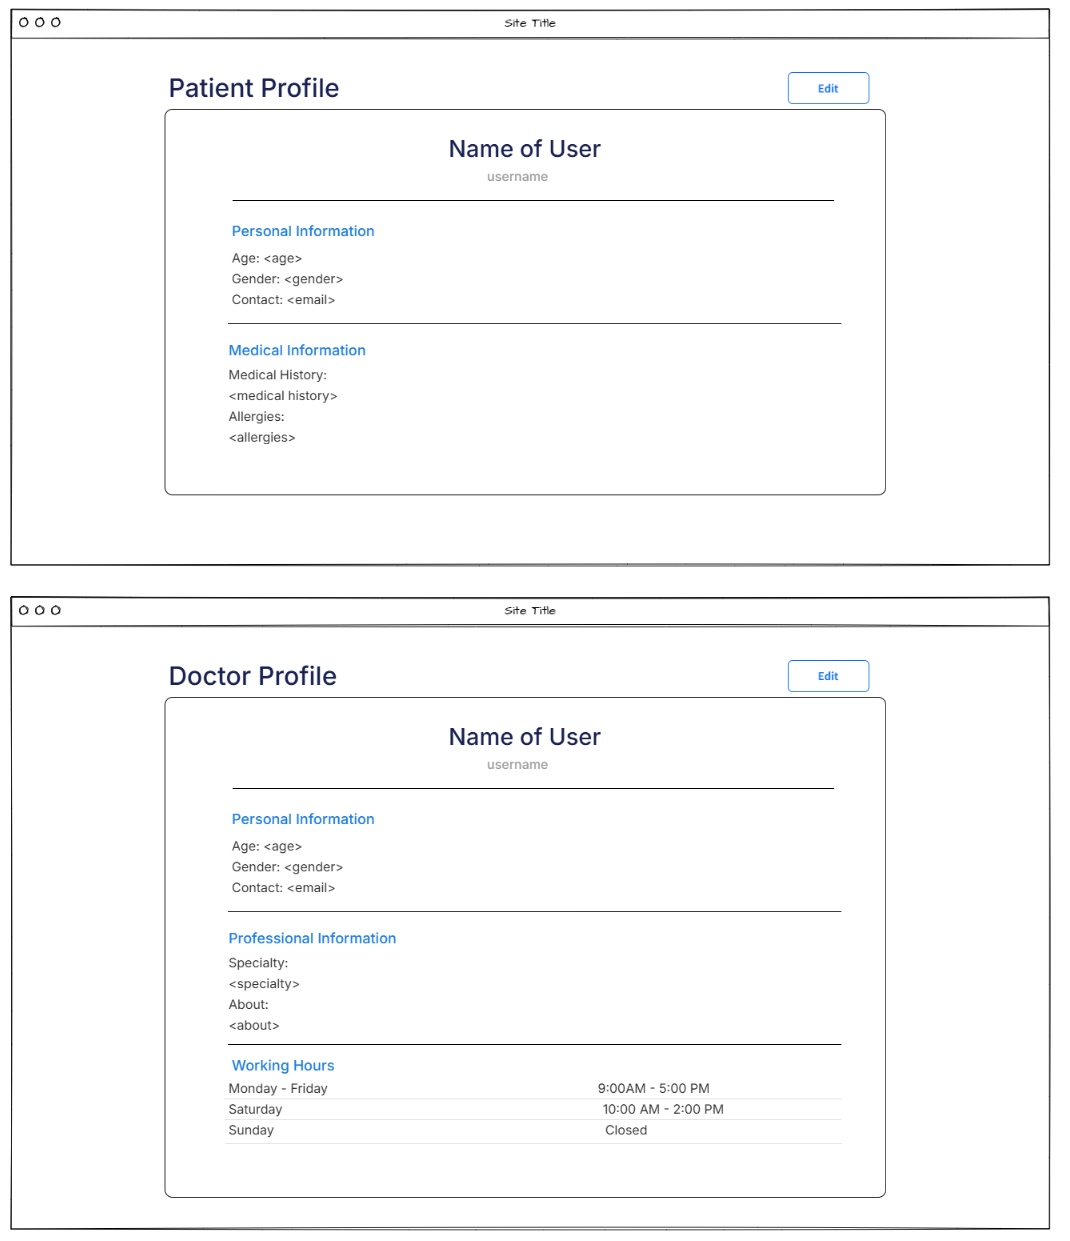 Site Title
Patient Profile
Edit
Name of User
username
Personal Information
Age: <age>
Gender: <gender>
Contact: <email>
Medical Information
Medical History:
<medical history>
Allergies:
<allergies>
Site Title
Doctor Profile
Edit
Name of User
username
Personal Information
Age: <age>
Gender: <gender>
Contact: <email>
Professional Information
Specialty:
<specialty>
About:
<about>
Working Hours
Monday - Friday 9:00AM - 5:00 PM
Saturday 10:00 AM - 2:00 PM
Sunday Closed